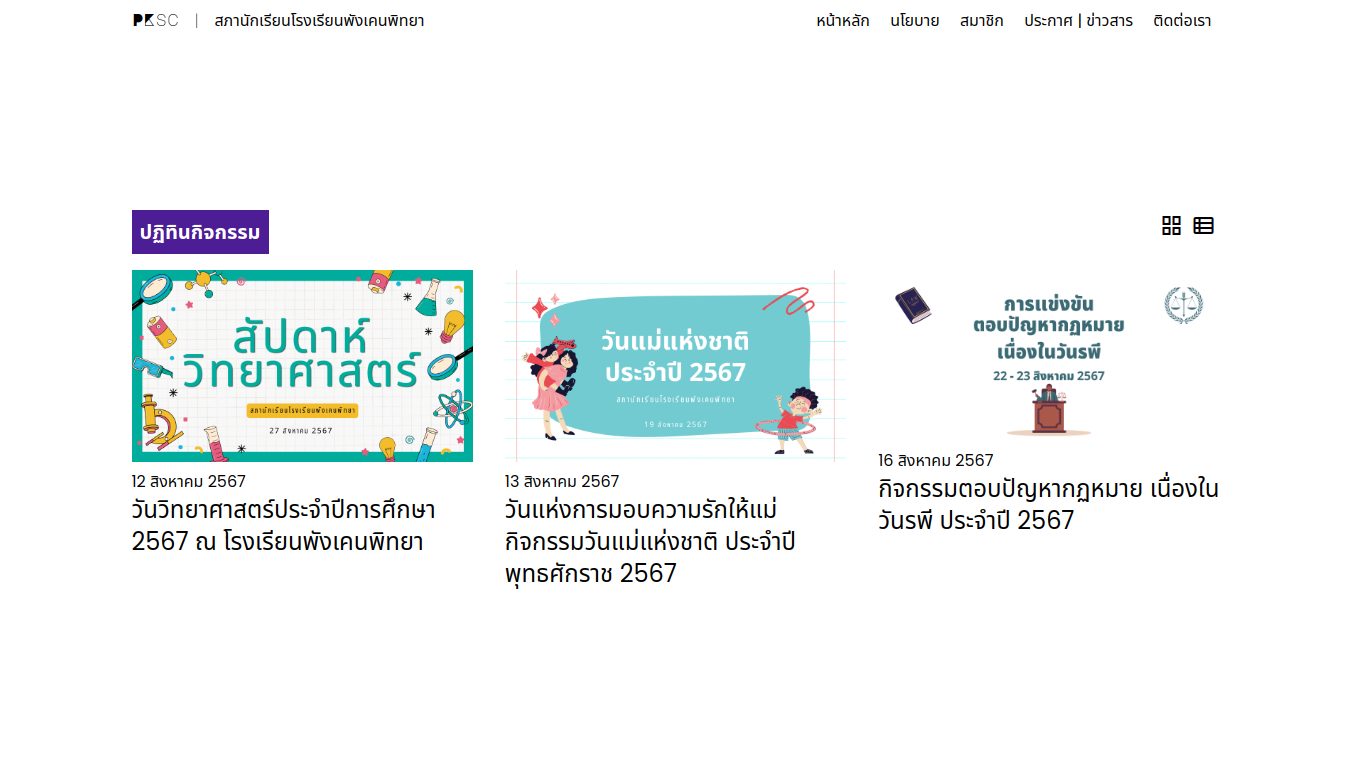 PKSC | สภานักเรียนโรงเรียนพังเคนพิทยา
หน้าหลัก นโยบาย สมาชิก ประกาศ | ข่าวสาร ติดต่อเรา
ปฏิทินกิจกรรม
สัปดาห์
วิทยาศาสตร์
สภานักเรียนโรงเรียนพังเคนพิทยา
27 สิงหาคม 2567
12 สิงหาคม 2567
วันวิทยาศาสตร์ประจำปีการศึกษา
2567 ณ โรงเรียนพังเคนพิทยา
วันแม่แห่งชาติ
ประจำปี 2567
สภานักเรียนโรงเรียนพังเคนพิทยา
19 สิงหาคม 2567
13 สิงหาคม 2567
วันแห่งการมอบความรักให้แม่
กิจกรรมวันแม่แห่งชาติ ประจำปี
พุทธศักราช 2567
การแข่งขัน
ตอบปัญหากฎหมาย
เนื่องในวันรพี
22 - 23 สิงหาคม 2567
16 สิงหาคม 2567
กิจกรรมตอบปัญหากฎหมาย เนื่องใน
วันรพี ประจำปี 2567